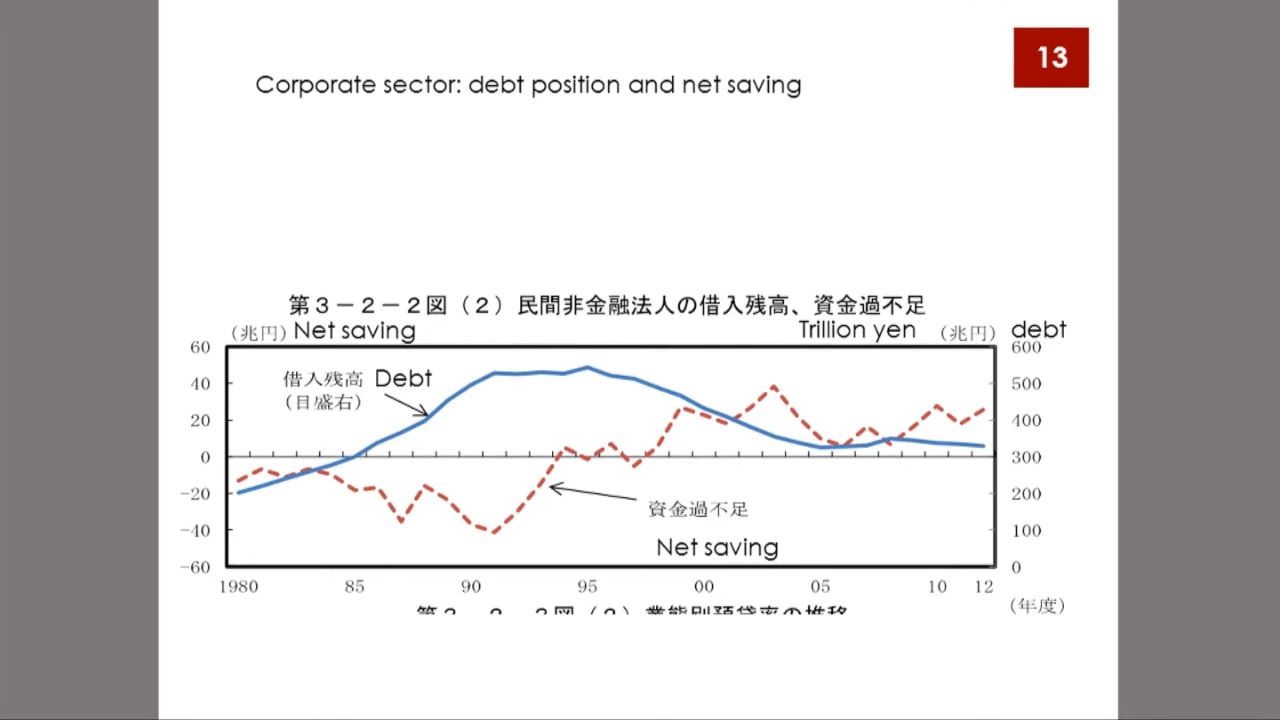 13
Corporate sector: debt position and net saving
第３－２－２図（２）民間非金融法人の借入残高、資金過不足
（兆円） Net saving Trillion yen （兆円） debt
60 600
40 借入残高 Debt 500
（目盛右）
20 400
0 300
－20 200
資金過不足
－40 100
Net saving
－60 0
1980 85 90 95 00 05 10 12
（年度）